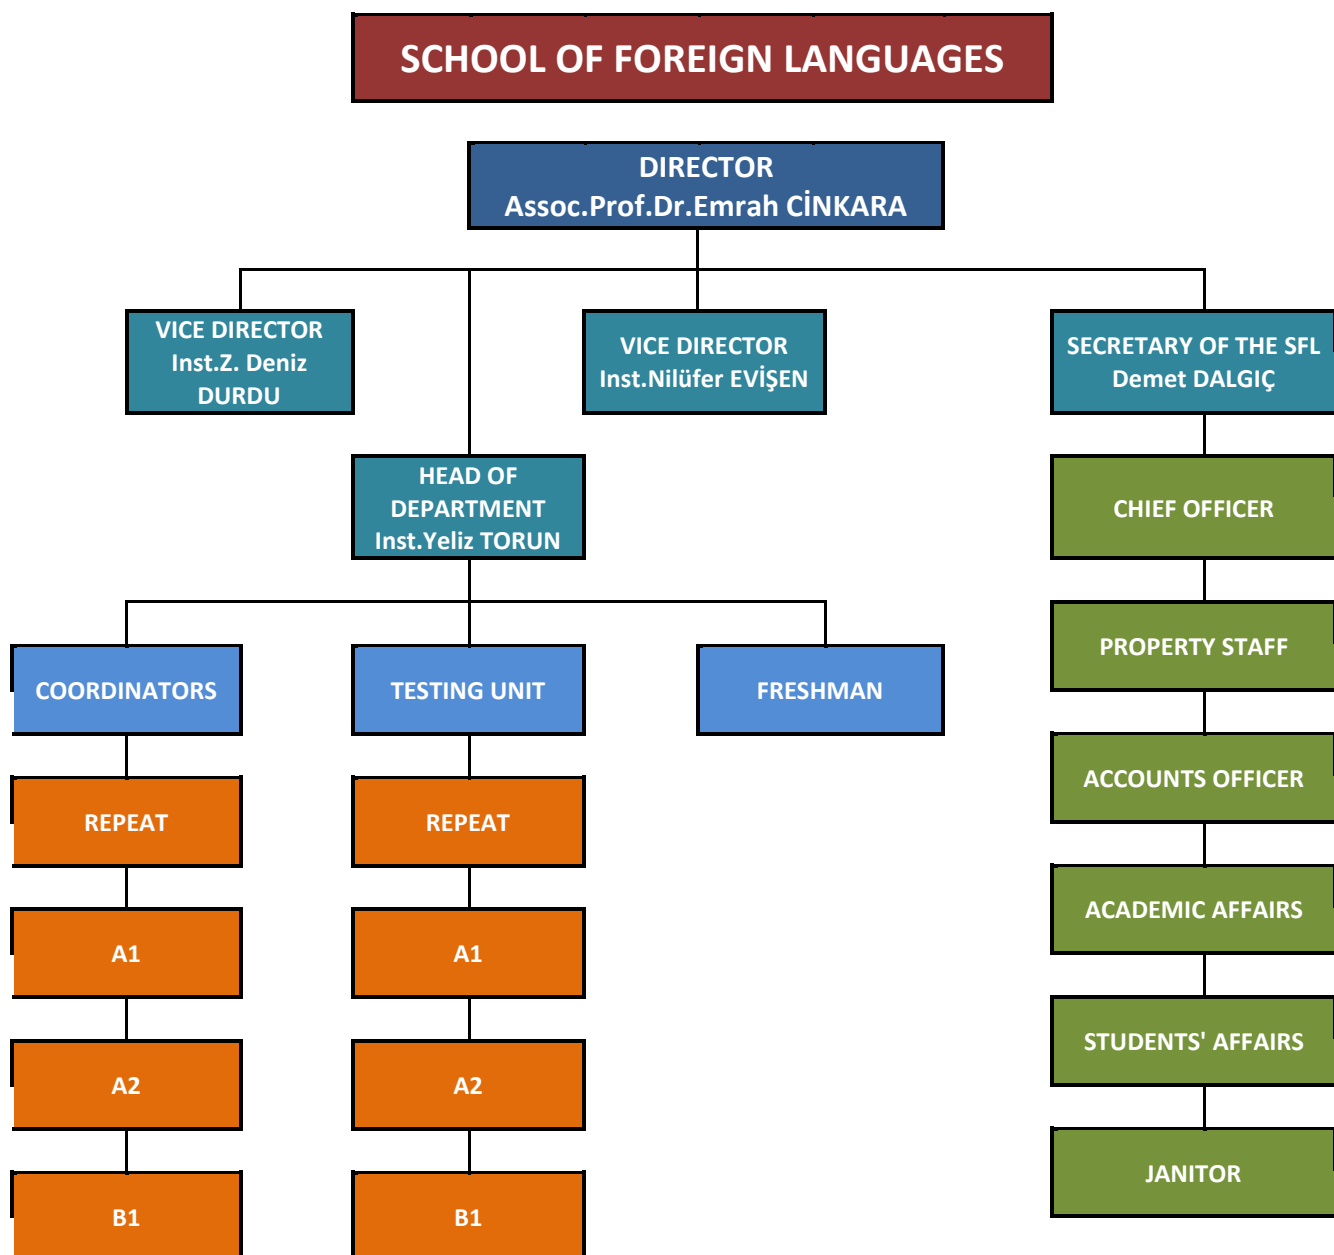 SCHOOL OF FOREIGN LANGUAGES
DIRECTOR
Assoc.Prof.Dr.Emrah CİNKARA
VICE DIRECTOR
Inst.Z. Deniz
DURDU
VICE DIRECTOR
Inst.Nilüfer EVİŞEN
SECRETARY OF THE SFL
Demet DALGIÇ
HEAD OF
DEPARTMENT
Inst.Yeliz TORUN
CHIEF OFFICER
PROPERTY STAFF
COORDINATORS
TESTING UNIT
FRESHMAN
ACCOUNTS OFFICER
REPEAT
REPEAT
ACADEMIC AFFAIRS
A1
A1
STUDENTS' AFFAIRS
A2
A2
JANITOR
B1
B1